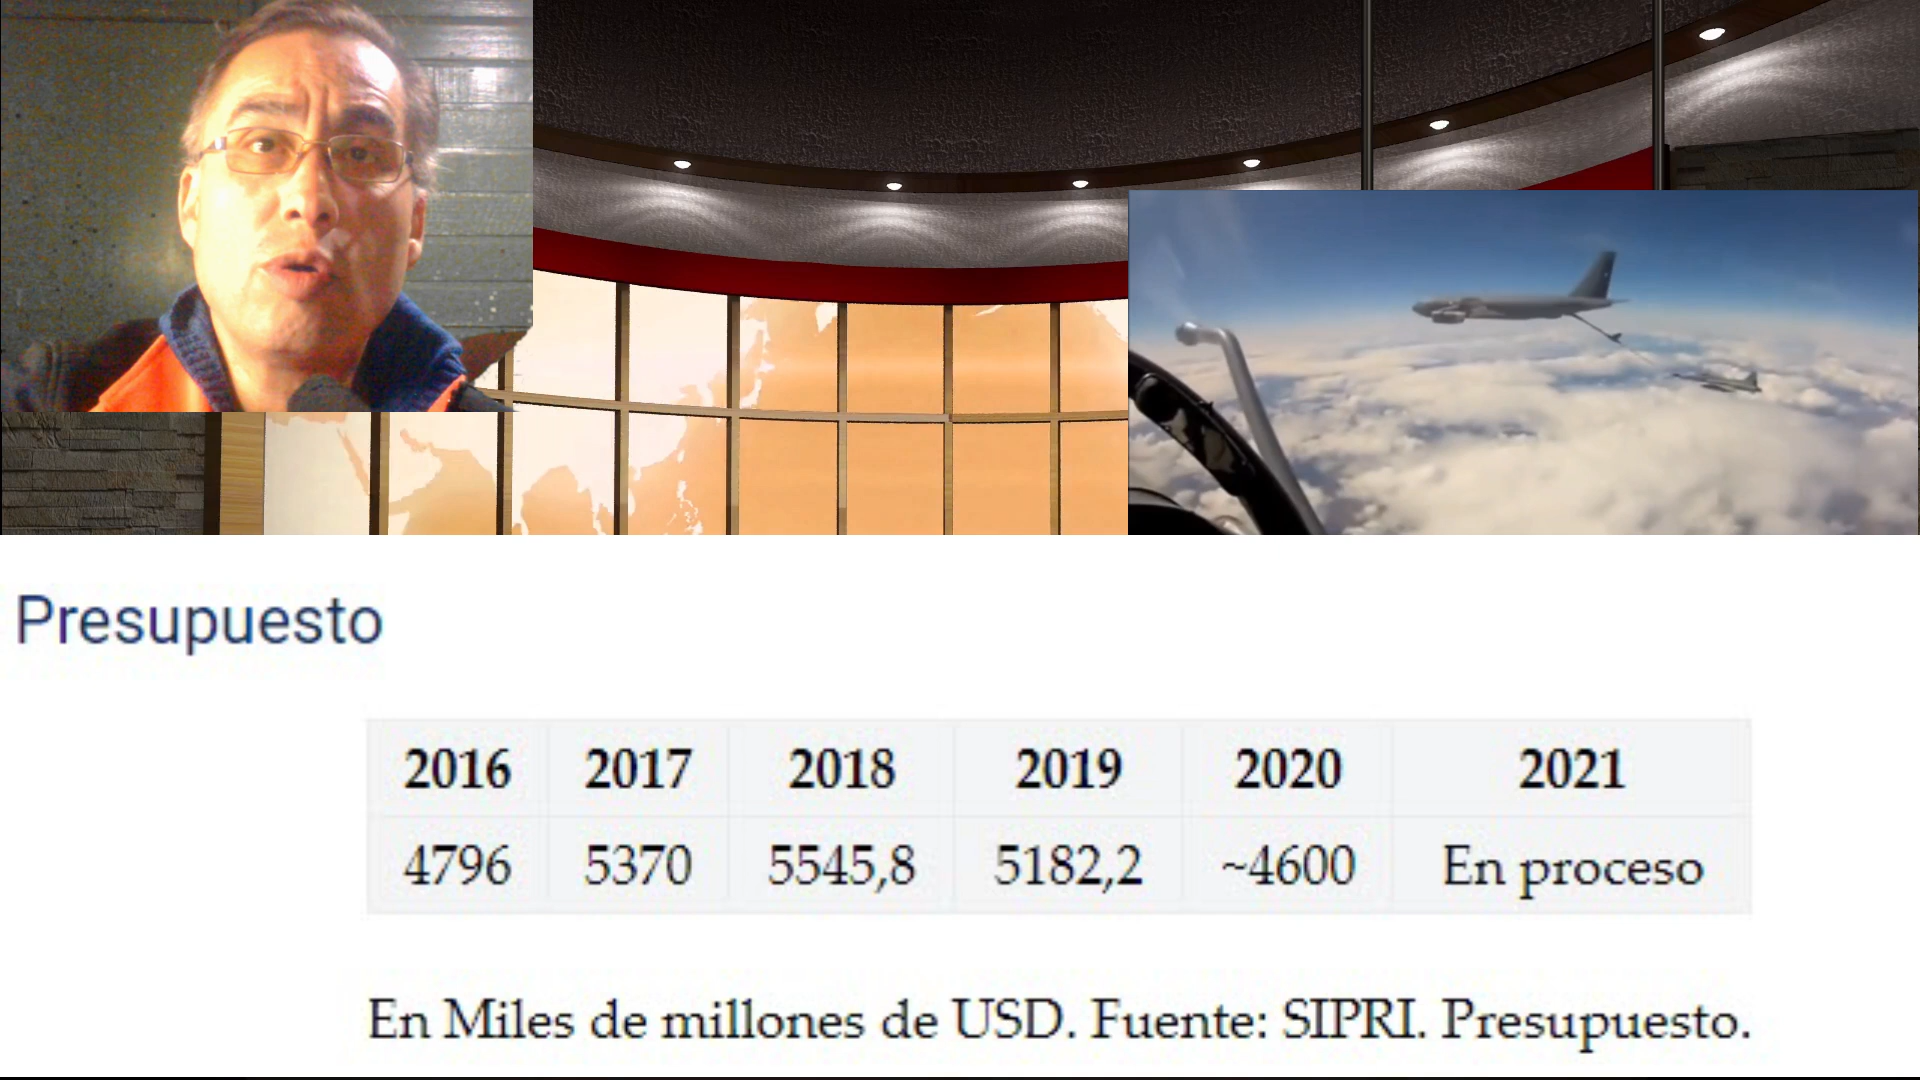 Presupuesto
2016 2017 2018 2019 2020 2021
4796 5370 5545,8 5182,2 ~4600 En proceso
En Miles de millones de USD. Fuente: SIPRI. Presupuesto.